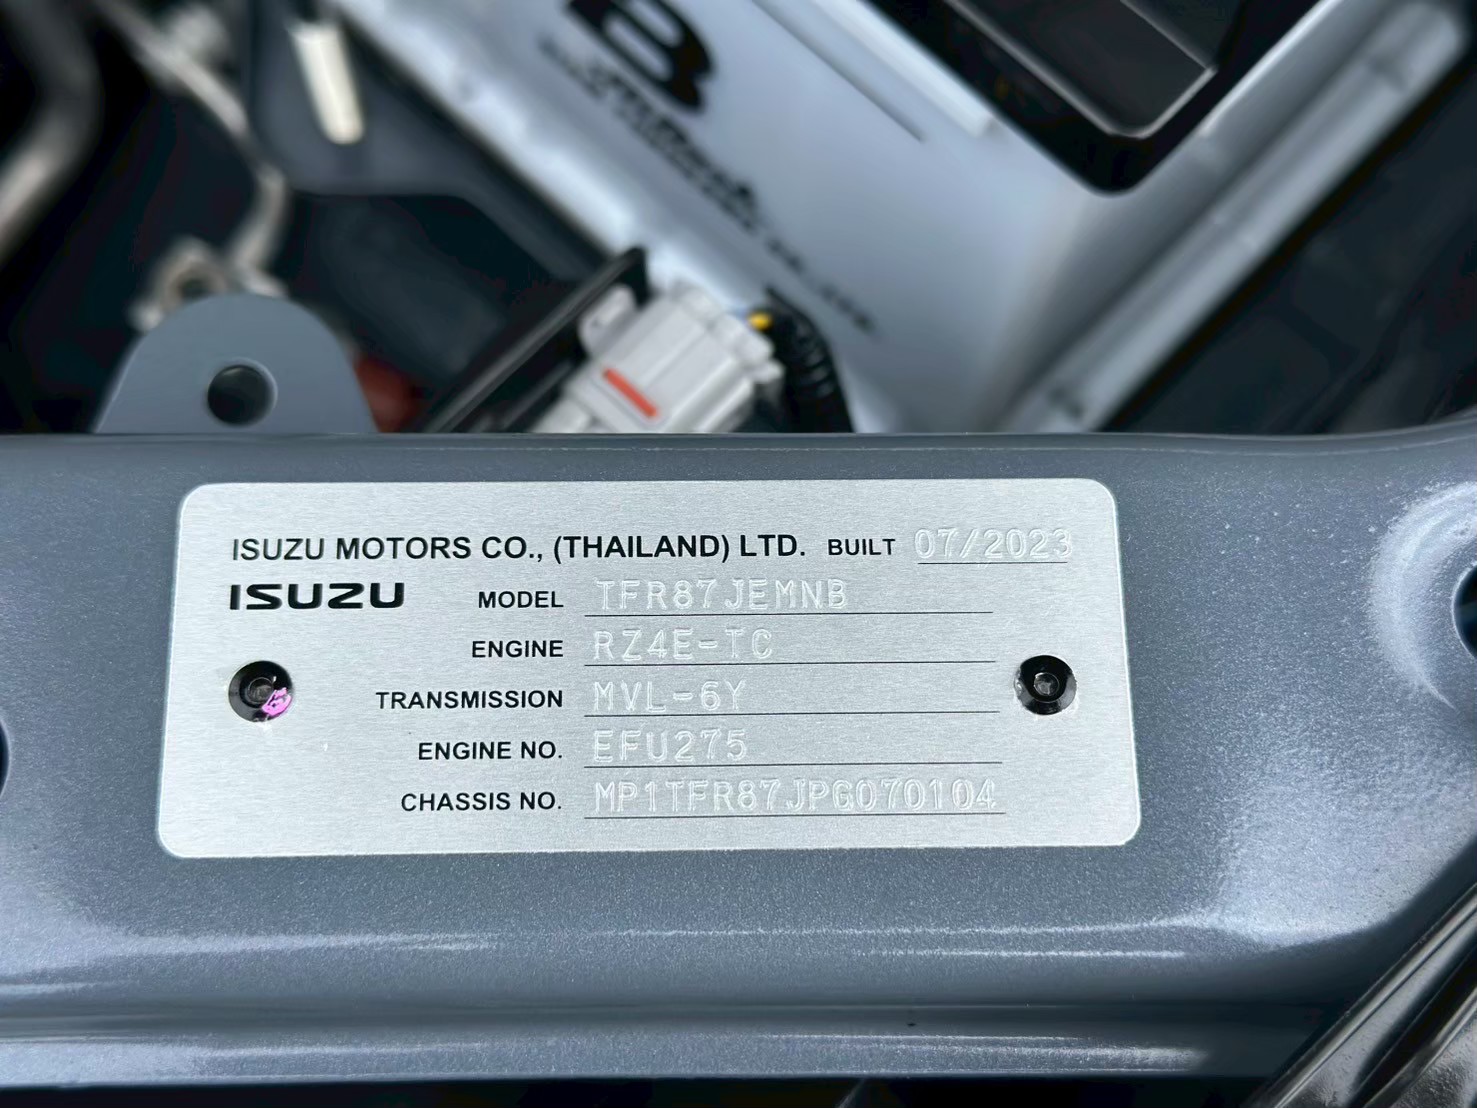 B
ISUZU MOTORS CO., (THAILAND) LTD. BUILT 07/2023
ISUZU MODEL TFR87JEMNB
ENGINE RZ4E-TC
TRANSMISSION MVL-6Y
ENGINE NO. EFU275
CHASSIS NO. MP1TFR87JPG070104